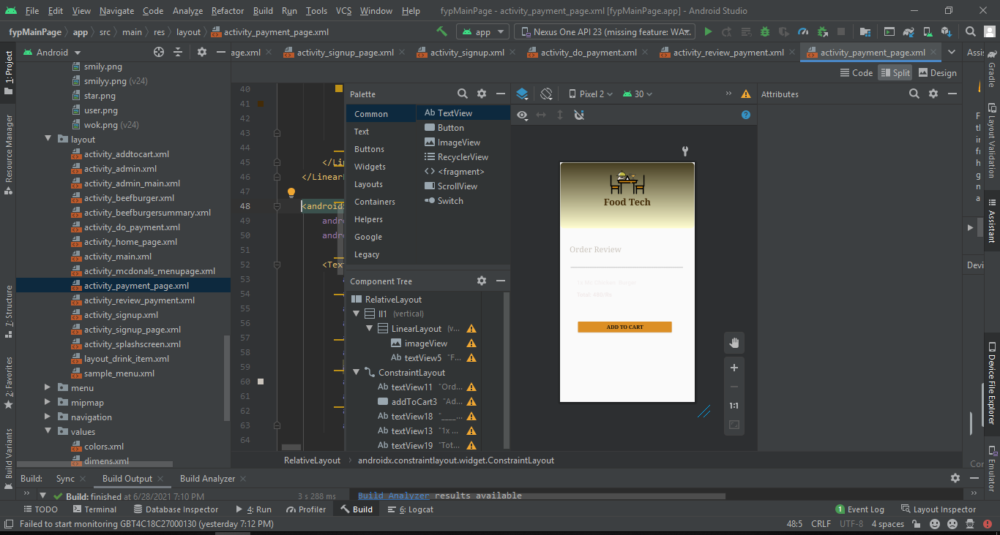 File Edit View Navigate Code Analyze Refactor Build Run Tools VCS Window Help fypMainPage - activity_payment_page.xml [fypMainPage.app] - Android Studio
fypMainPage app src main res layout activity_payment_page.xml app Nexus One API 23 (missing feature: WA...
1: Project
Resource Manager
7: Structure
2: Favorites
Build Variants
Android
smily.png
smilyy.png (v24)
star.png
user.png
wok.png (v24)
layout
activity_addtocart.xml
activity_admin.xml
activity_admin_main.xml
activity_beefburger.xml
activity_beefburgersummary.xml
activity_do_payment.xml
activity_home_page.xml
activity_main.xml
activity_mcdonals_menupage.xml
activity_payment_page.xml
activity_review_payment.xml
activity_signup.xml
activity_signup_page.xml
activity_splashscreen.xml
layout_drink_item.xml
sample_menu.xml
menu
mipmap
navigation
values
colors.xml
dimens.xml
age.xml activity_signup_page.xml activity_signup.xml activity_do_payment.xml activity_review_payment.xml activity_payment_page.xml
Code Split Design
40
41
42
43
44
45 </Lin
46 </Linear
47
48 <android
49 andr
50 andr
51
52 <Tex
53
54
55
56
57
58
59
60
61
62
63
64
Palette
Common
Text
Buttons
Widgets
Layouts
Containers
Helpers
Google
Legacy
Ab TextView
Button
ImageView
RecyclerView
<> <fragment>
ScrollView
Switch
Component Tree
RelativeLayout
ll1 (vertical)
LinearLayout (v...
imageView
Ab textView5 "F...
ConstraintLayout
Ab textView11 "Ord...
addToCart3 "Ad...
Ab textView18 "____...
Ab textView13 "1x ...
Ab textView19 "Tot...
Pixel 2 30
Food Tech
Order Review
ADD TO CART
1:1
Attributes
Assis
F
th
in
fr
h
g
n
a
Devi
Co
Gradle
Layout Validation
Assistant
Device File Explorer
Emulator
RelativeLayout androidx.constraintlayout.widget.ConstraintLayout
Build: Sync Build Output Build Analyzer
Build: finished at 6/28/2021 7:10 PM 3 s 288 ms Build Analyzer results available
TODO Terminal Database Inspector 4: Run Profiler Build 6: Logcat 1 Event Log Layout Inspector
Failed to start monitoring GBT4C18C27000130 (yesterday 7:12 PM) 48:5 CRLF UTF-8 4 spaces